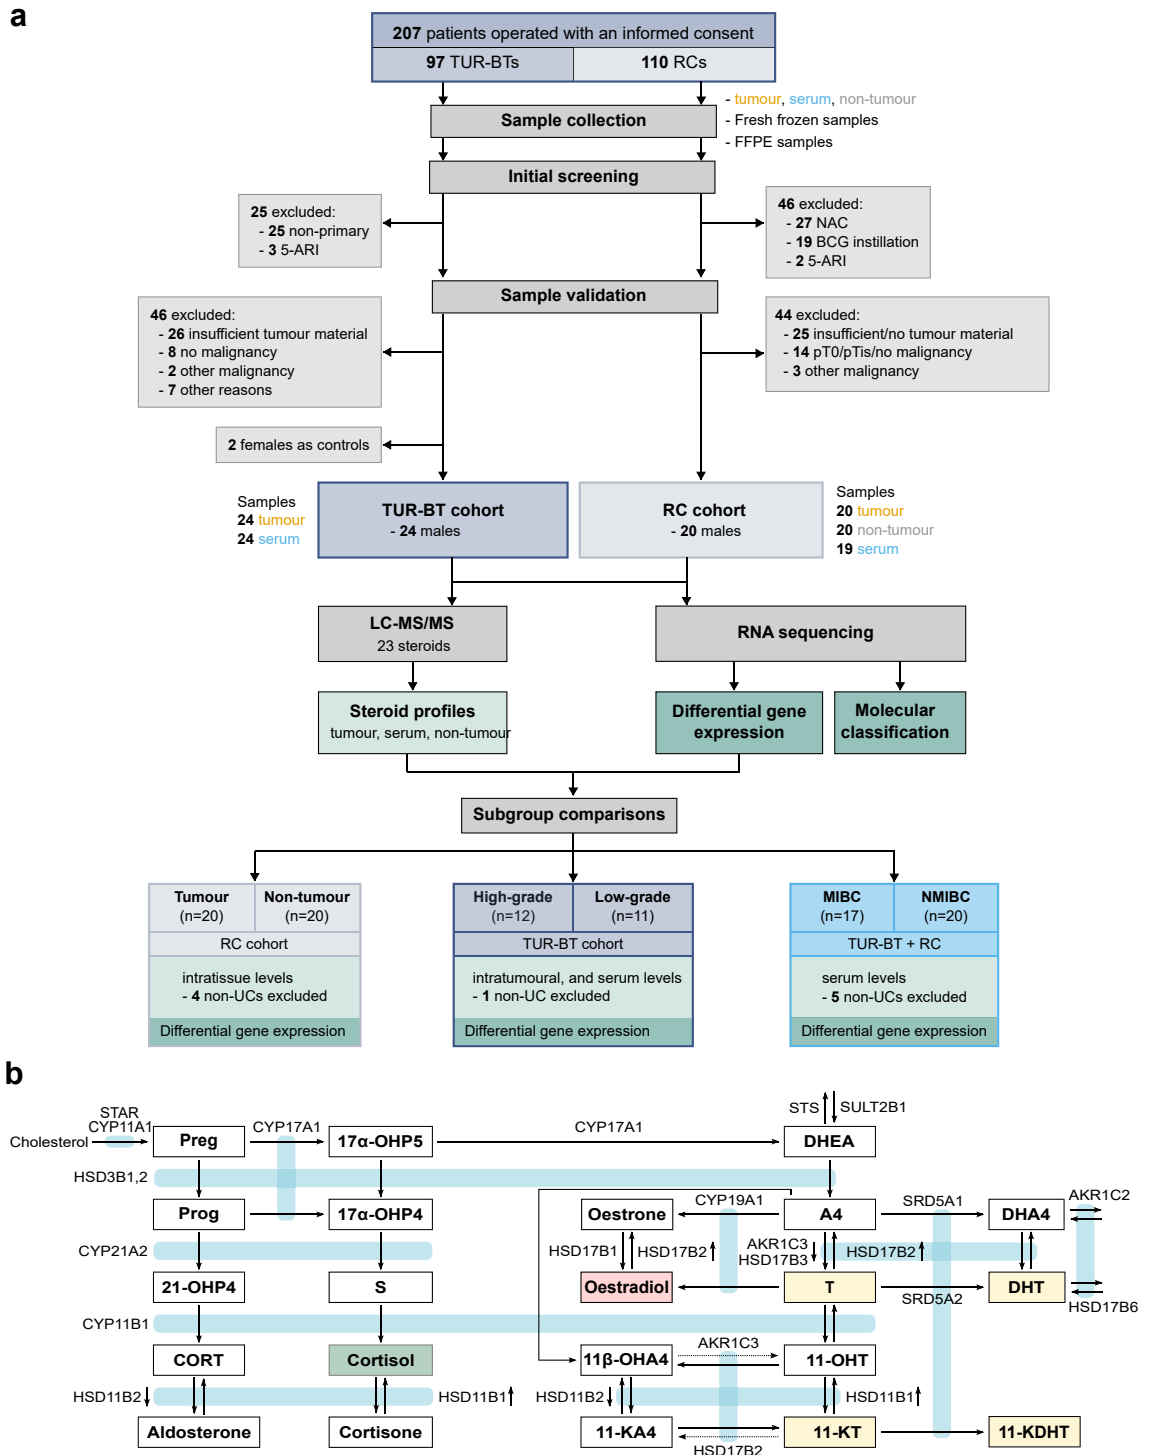 a
207 patients operated with an informed consent
97 TUR-BTs
110 RCs
- tumour, serum, non-tumour
- Fresh frozen samples
- FFPE samples
Sample collection
Initial screening
25 excluded:
- 25 non-primary
- 3 5-ARI
46 excluded:
- 27 NAC
- 19 BCG instillation
- 2 5-ARI
Sample validation
46 excluded:
- 26 insufficient tumour material
- 8 no malignancy
- 2 other malignancy
- 7 other reasons
44 excluded:
- 25 insufficient/no tumour material
- 14 pT0/pTis/no malignancy
- 3 other malignancy
2 females as controls
Samples
24 tumour
24 serum
TUR-BT cohort
- 24 males
RC cohort
- 20 males
Samples
20 tumour
20 non-tumour
19 serum
LC-MS/MS
23 steroids
RNA sequencing
Steroid profiles
tumour, serum, non-tumour
Differential gene
expression
Molecular
classification
Subgroup comparisons
Tumour
(n=20)
Non-tumour
(n=20)
RC cohort
intratissue levels
- 4 non-UCs excluded
Differential gene expression
High-grade
(n=12)
Low-grade
(n=11)
TUR-BT cohort
intratumoural, and serum levels
- 1 non-UC excluded
Differential gene expression
MIBC
(n=17)
NMIBC
(n=20)
TUR-BT + RC
serum levels
- 5 non-UCs excluded
Differential gene expression
b
STAR
CYP11A1
Cholesterol
Preg
CYP17A1
17α-OHP5
CYP17A1
STS
SULT2B1
DHEA
HSD3B1,2
Prog
17α-OHP4
Oestrone
CYP19A1
A4
SRD5A1
DHA4
AKR1C2
CYP21A2
HSD17B1
HSD17B2
AKR1C3
HSD17B3
HSD17B2
21-OHP4
S
Oestradiol
T
SRD5A2
DHT
HSD17B6
CYP11B1
CORT
Cortisol
11β-OHA4
AKR1C3
11-OHT
HSD11B2
HSD11B1
HSD11B2
HSD11B1
Aldosterone
Cortisone
11-KA4
HSD17B2
11-KT
11-KDHT